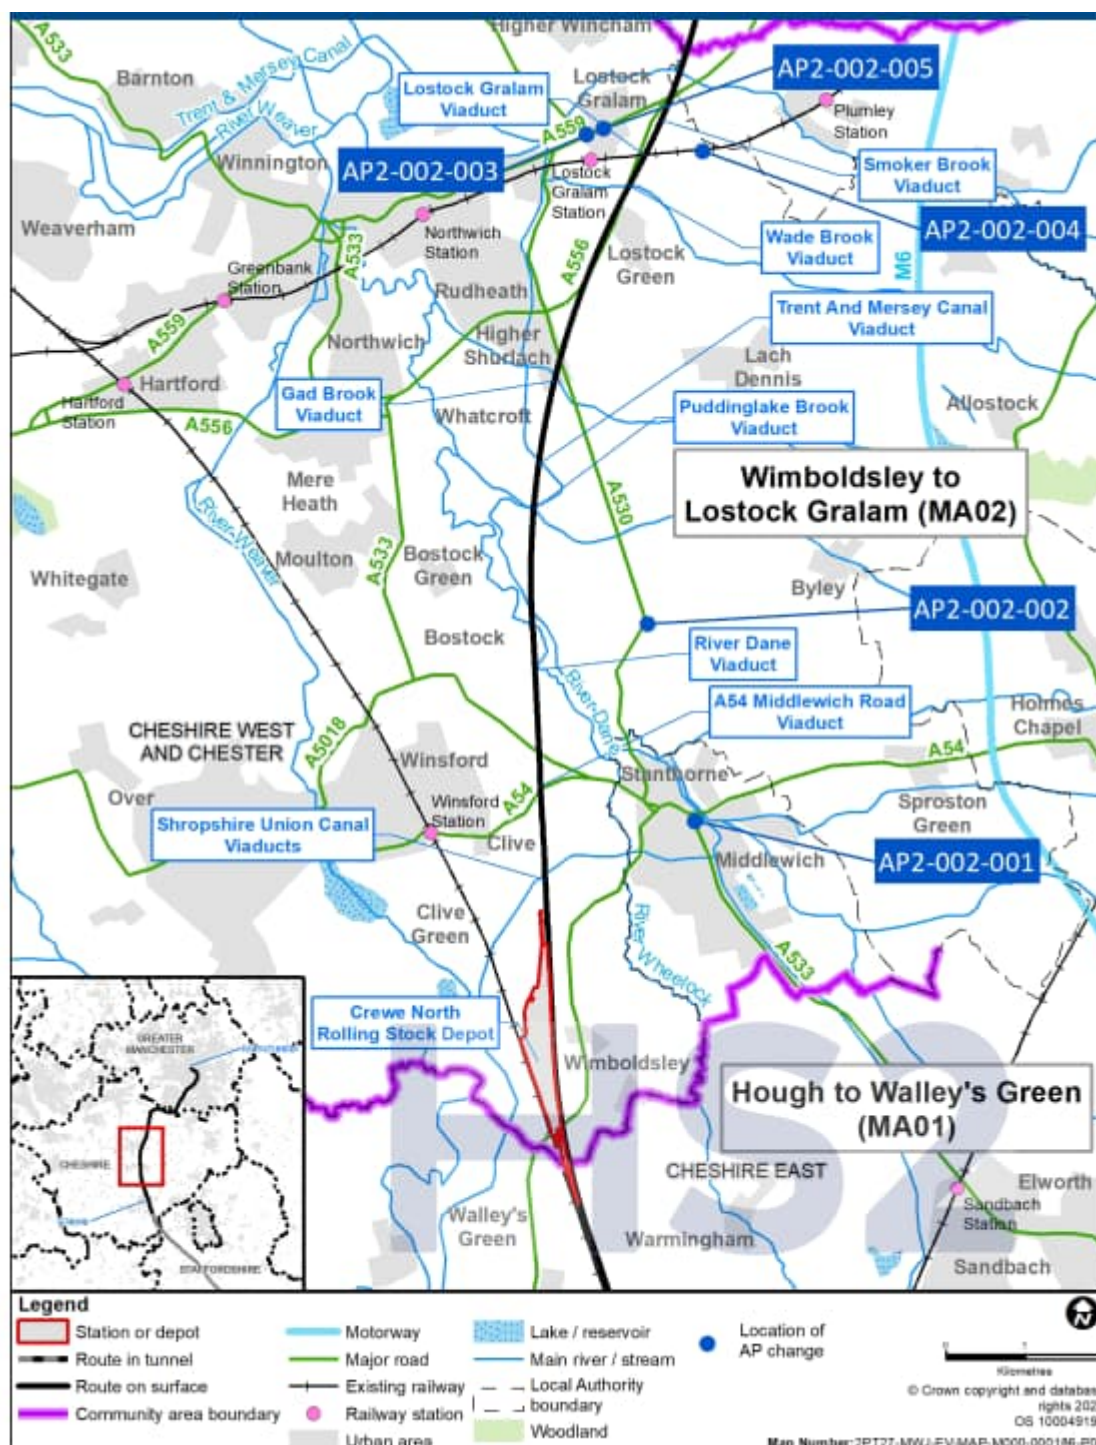 Higher Wincham
A533
Barnton
Trent & Mersey Canal
River Weaver
Lostock Gralam
Viaduct
Lostock
Gralam
AP2-002-005
Plumley
Station
A559
Winnington
AP2-002-003
Lostock
Gralam
Station
Smoker Brook
Viaduct
Weaverham
Northwich
Station
A533
A556
Lostock
Green
Wade Brook
Viaduct
AP2-002-004
M6
Greenbank
Station
Rudheath
Trent And Mersey Canal
Viaduct
A559
Northwich
Higher
Shurlach
Lach
Dennis
Hartford
Hartford
Station
Gad Brook
Viaduct
Whatcroft
Puddinglake Brook
Viaduct
Allostock
A556
Mere
Heath
Wimboldsley to
Lostock Gralam (MA02)
A530
River Weaver
Moulton
A533
Bostock
Green
Whitegate
Byley
AP2-002-002
Bostock
River Dane
Viaduct
River Dane
A54 Middlewich Road
Viaduct
Holmes
Chapel
CHESHIRE WEST
AND CHESTER
A5018
Winsford
A54
Stanthorne
Over
Winsford
Station
A54
Sproston
Green
Shropshire Union Canal
Viaducts
Clive
Middlewich
AP2-002-001
Clive
Green
River Wheelock
A533
Crewe North
Rolling Stock Depot
Wimboldsley
HS2
Hough to Walley's Green
(MA01)
GREATER
MANCHESTER
CHESHIRE
STAFFORDSHIRE
CHESHIRE EAST
Elworth
Sandbach
Station
Walley's
Green
Warmingham
Sandbach
Legend
Station or depot
Route in tunnel
Route on surface
Community area boundary
Motorway
Major road
Existing railway
Railway station
Urban area
Lake / reservoir
Main river / stream
Local Authority
boundary
Woodland
Location of
AP change
Kilometres
© Crown copyright and databas
rights 202
OS 10004919